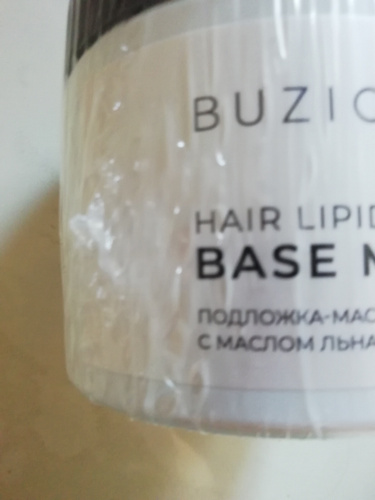 BUZIO
HAIR LIPID
BASE M
ПОДЛОЖКА-МАС
С МАСЛОМ ЛЬНА